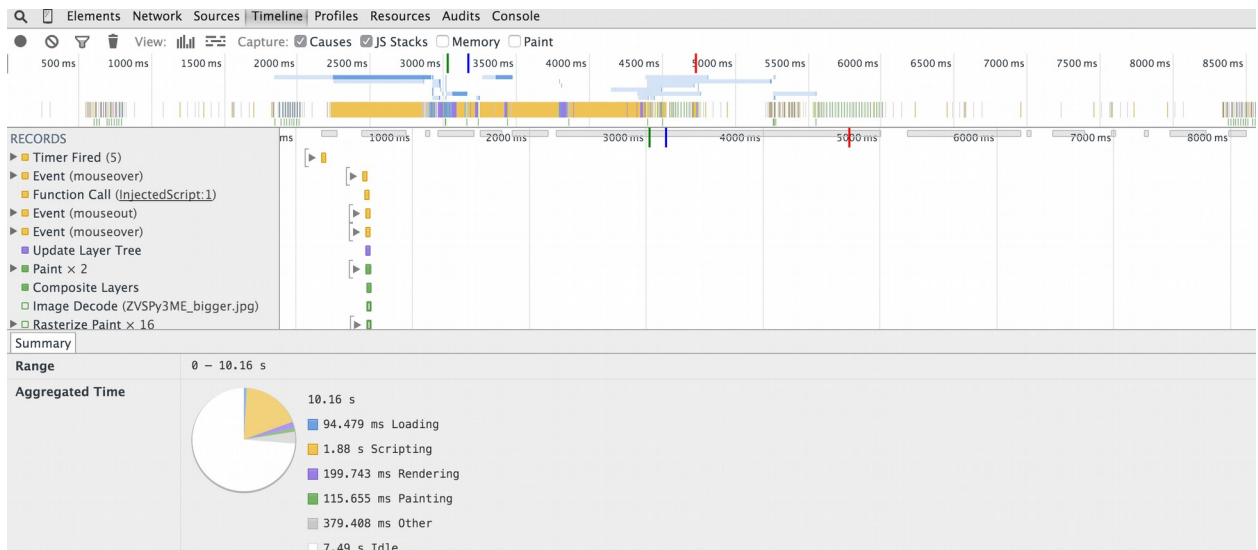 Elements Network Sources Timeline Profiles Resources Audits Console
View: Capture: Causes JS Stacks Memory Paint
500 ms 1000 ms 1500 ms 2000 ms 2500 ms 3000 ms 3500 ms 4000 ms 4500 ms 5000 ms 5500 ms 6000 ms 6500 ms 7000 ms 7500 ms 8000 ms 8500 ms
RECORDS ms 1000 ms 2000 ms 3000 ms 4000 ms 5000 ms 6000 ms 7000 ms 8000 ms
Timer Fired (5)
Event (mouseover)
Function Call (InjectedScript:1)
Event (mouseout)
Event (mouseover)
Update Layer Tree
Paint × 2
Composite Layers
Image Decode (ZVSPy3ME_bigger.jpg)
Rasterize Paint × 16
Summary
Range 0 – 10.16 s
Aggregated Time
10.16 s
94.479 ms Loading
1.88 s Scripting
199.743 ms Rendering
115.655 ms Painting
379.408 ms Other
7.49 s Idle